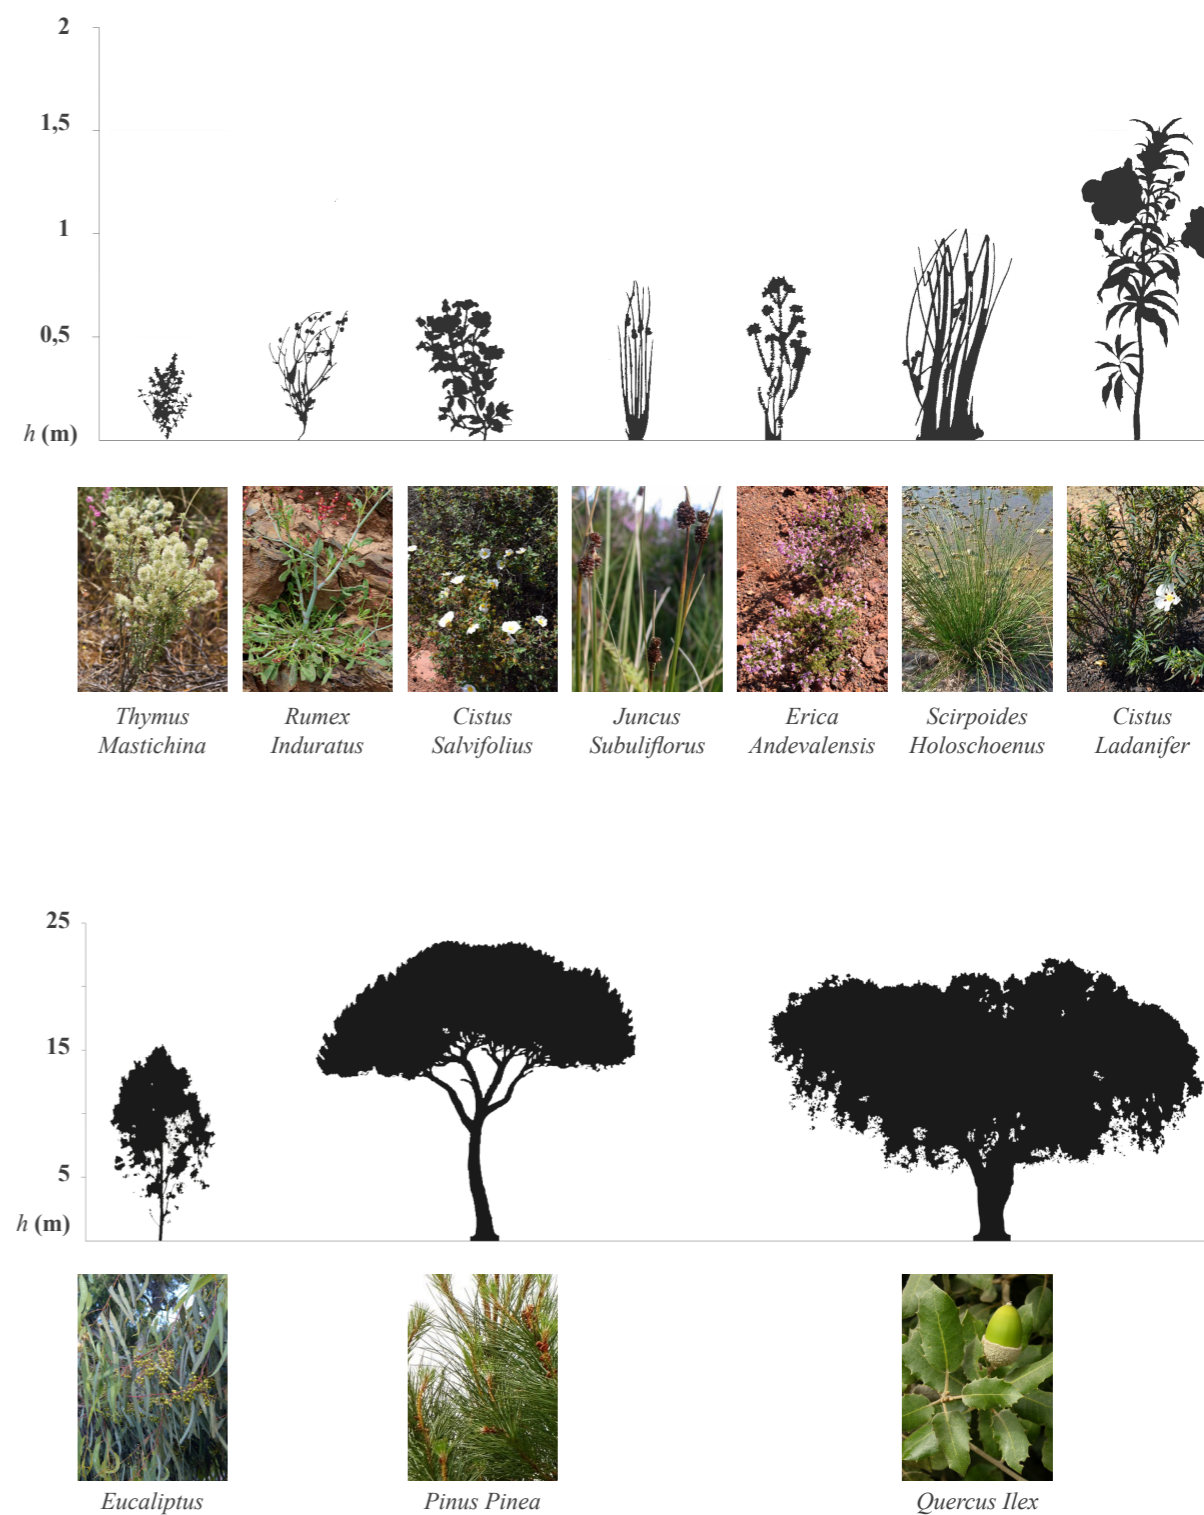 2
1,5
1
0,5
h (m)
Thymus
Mastichina
Rumex
Induratus
Cistus
Salvifolius
Juncus
Subuliflorus
Erica
Andevalensis
Scirpoides
Holoschoenus
Cistus
Ladanifer
25
15
5
h (m)
Eucaliptus
Pinus Pinea
Quercus Ilex